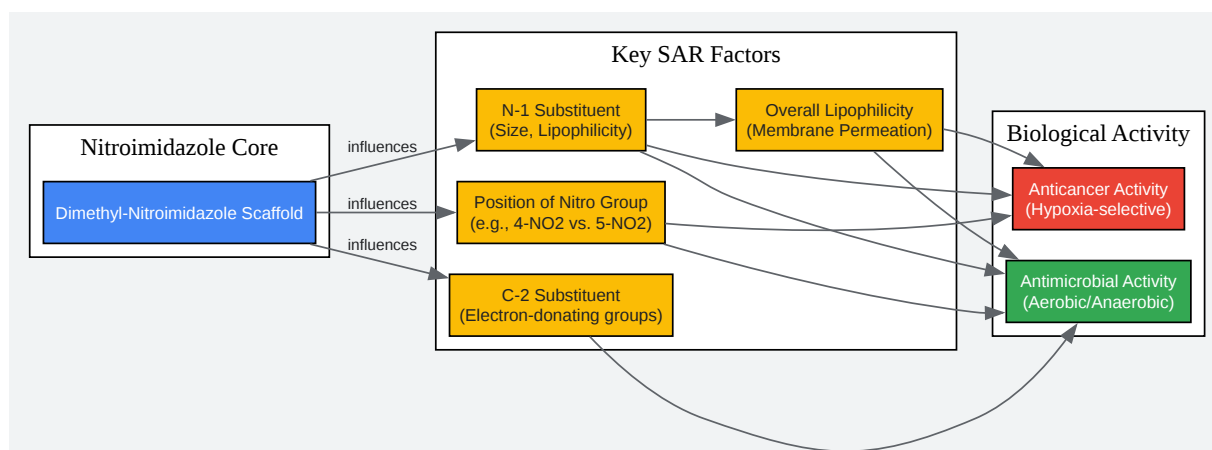 Nitroimidazole Core
Dimethyl-Nitroimidazole Scaffold
influences
influences
influences
Key SAR Factors
N-1 Substituent
(Size, Lipophilicity)
Overall Lipophilicity
(Membrane Permeation)
Position of Nitro Group
(e.g., 4-NO2 vs. 5-NO2)
C-2 Substituent
(Electron-donating groups)
Biological Activity
Anticancer Activity
(Hypoxia-selective)
Antimicrobial Activity
(Aerobic/Anaerobic)